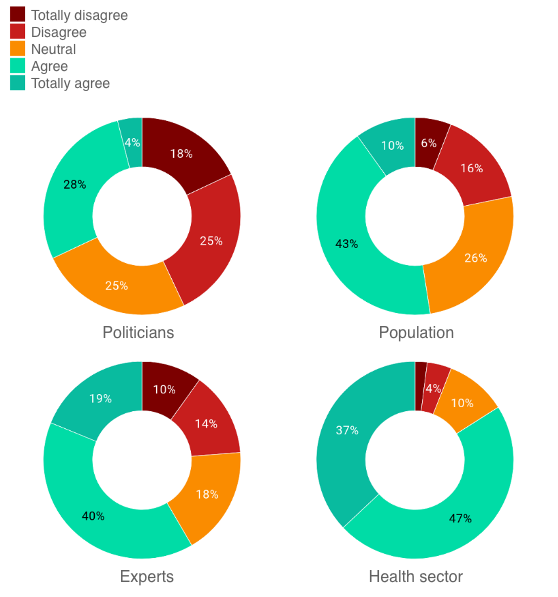 Totally disagree
Disagree
Neutral
Agree
Totally agree
4%
18%
28%
25%
25%
Politicians
10%
6%
16%
43%
26%
Population
19%
10%
14%
40%
18%
Experts
4%
10%
37%
47%
Health sector